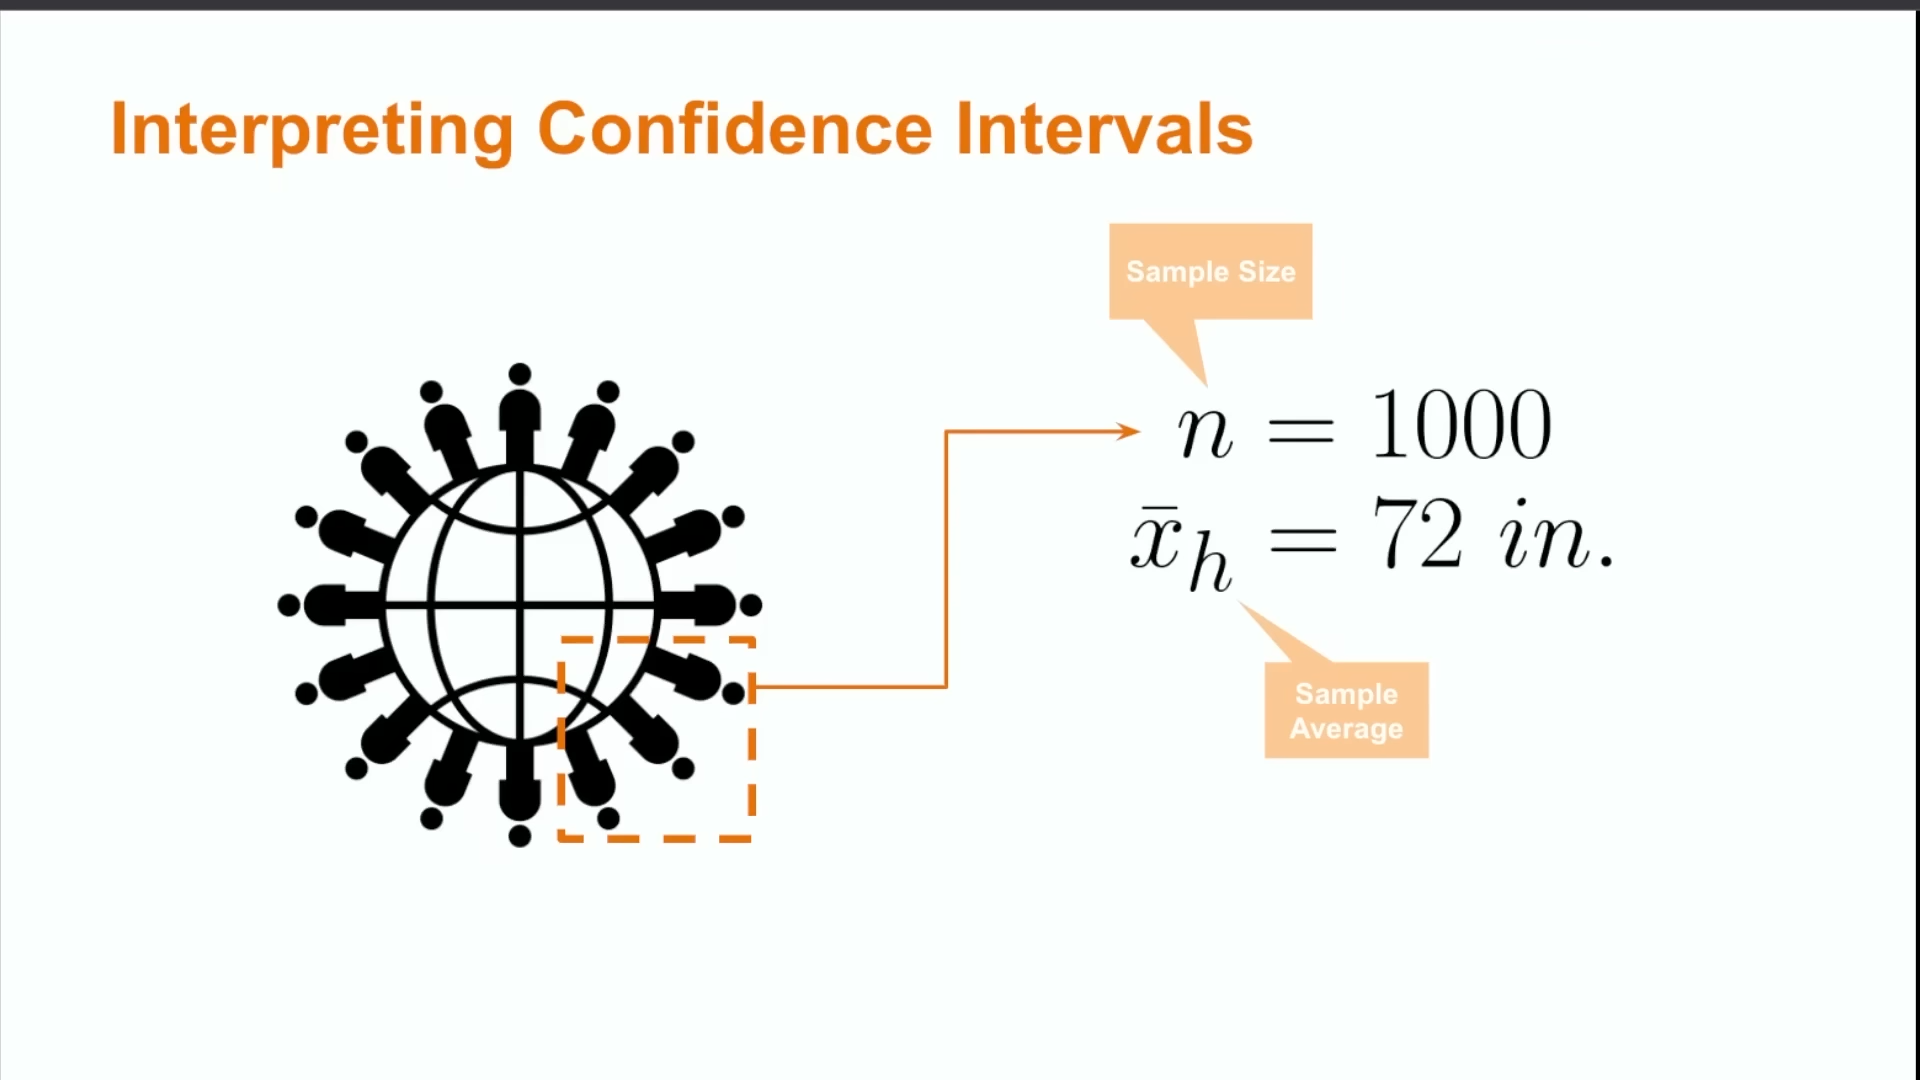 Interpreting Confidence Intervals
Sample Size
n = 1000
x̄_h = 72 in.
Sample
Average